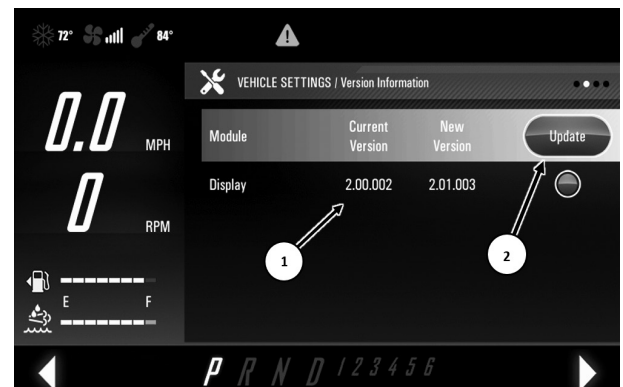 72° 84°
VEHICLE SETTINGS / Version Information
0.0 MPH
0 RPM
Module Current Version New Version Update
Display 2.00.002 2.01.003
1
2
E F
P R N D 1 2 3 4 5 6